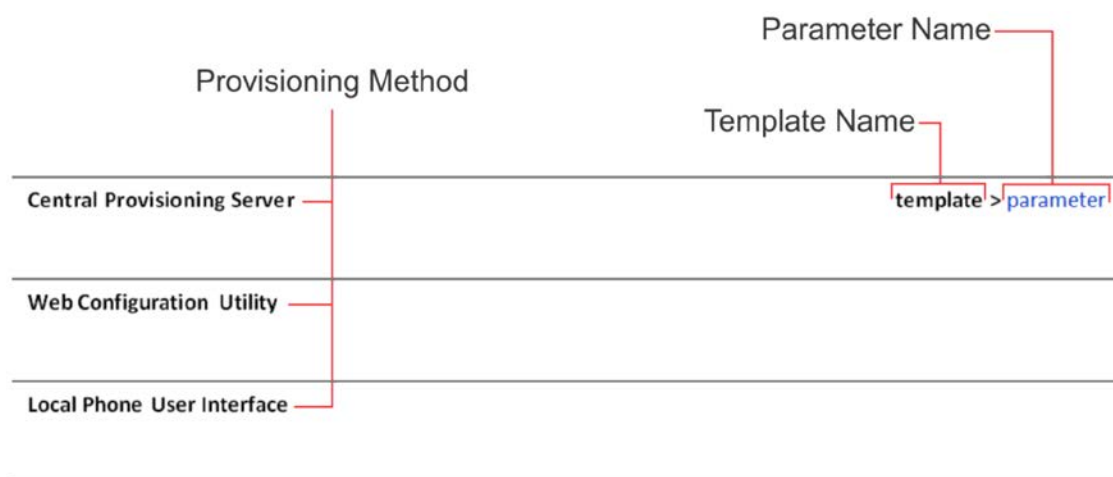 Parameter Name
Provisioning Method
Template Name
Central Provisioning Server
template > parameter
Web Configuration Utility
Local Phone User Interface